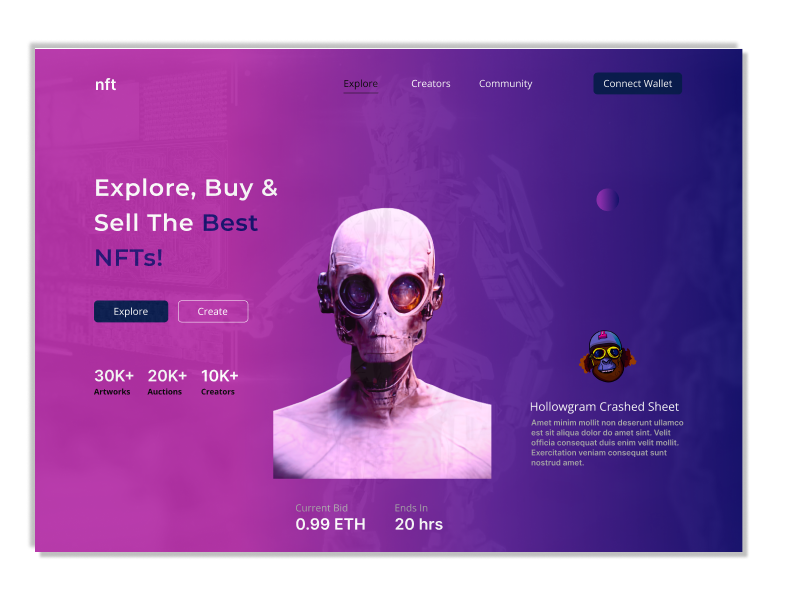 nft
Explore Creators Community Connect Wallet
Explore, Buy &
Sell The Best
NFTs!
Explore Create
30K+ 20K+ 10K+
Artworks Auctions Creators
Hollowgram Crashed Sheet
Amet minim mollit non deserunt ullamco
est sit aliqua dolor do amet sint. Velit
officia consequat duis enim velit mollit.
Exercitation veniam consequat sunt
nostrud amet.
Current Bid Ends In
0.99 ETH 20 hrs